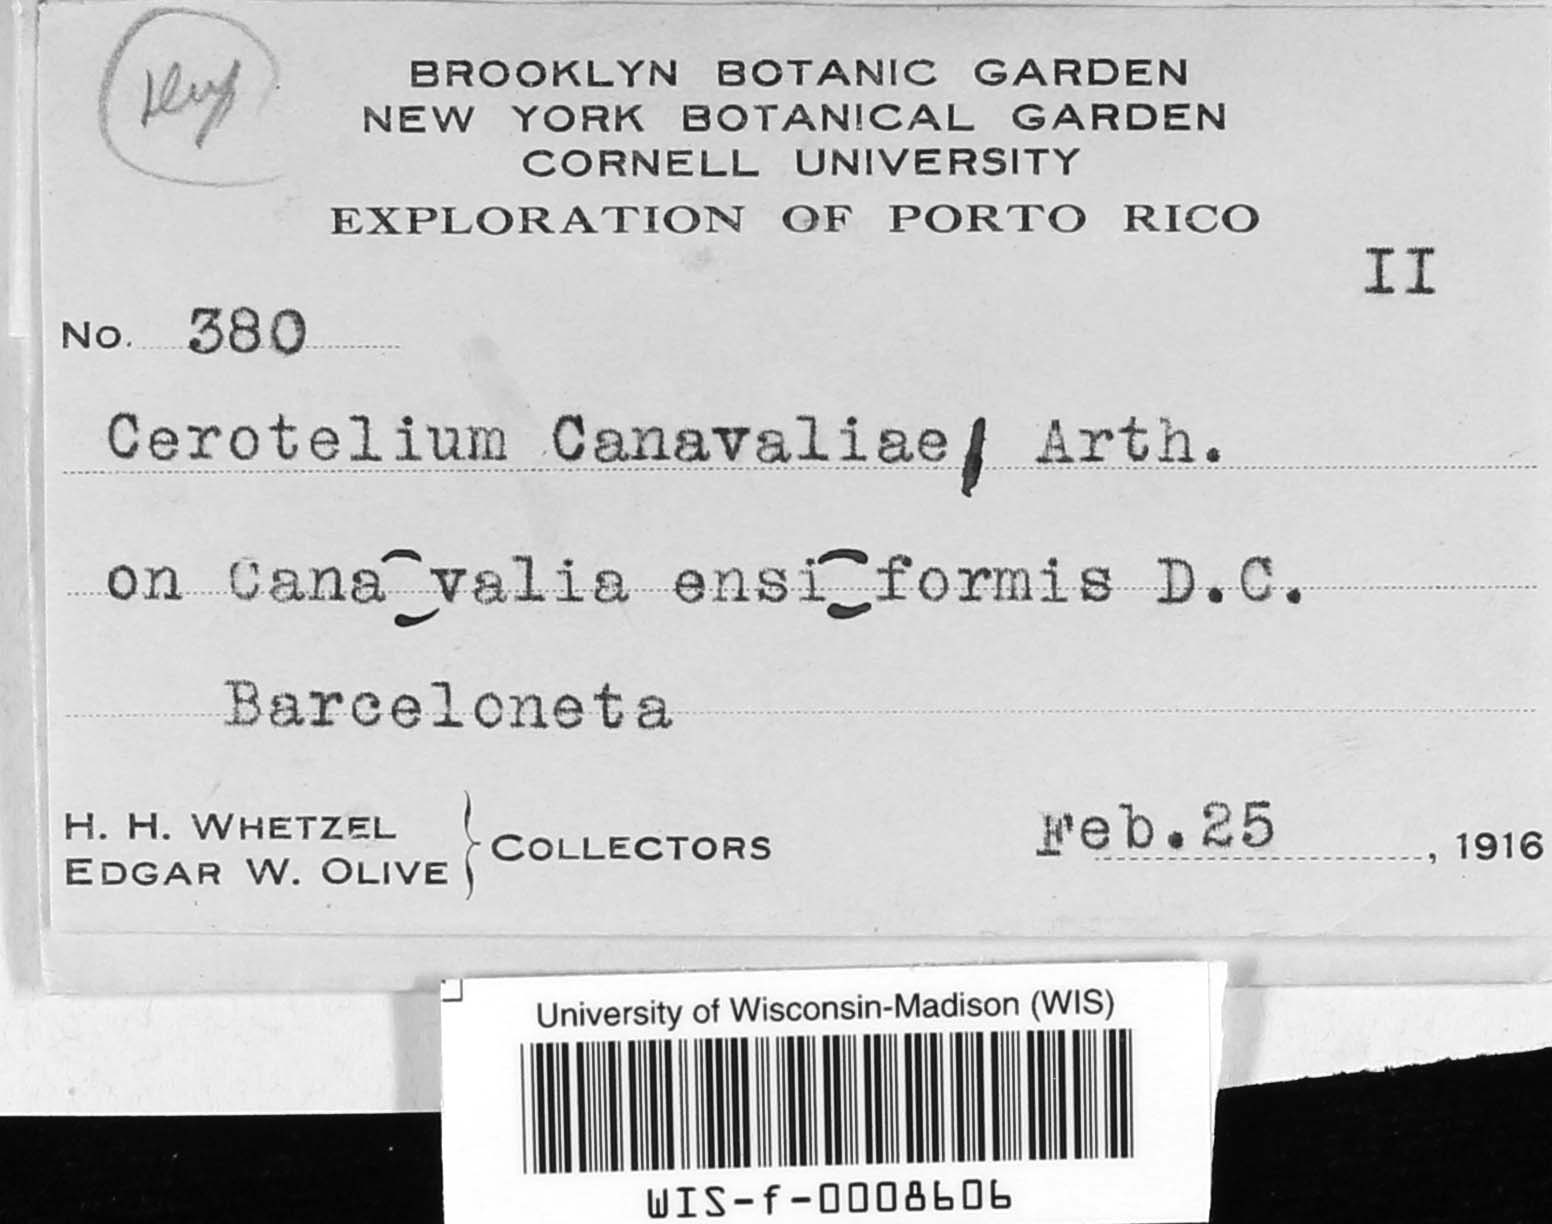 BROOKLYN BOTANIC GARDEN
NEW YORK BOTANICAL GARDEN
CORNELL UNIVERSITY
EXPLORATION OF PORTO RICO
II
No. 380
Cerotelium Canavaliae Arth.
on Canavalia ensiformis D.C.
Barceloneta
H. H. WHETZEL
EDGAR W. OLIVE
COLLECTORS
Feb.25, 1916
University of Wisconsin-Madison (WIS)
WIS-f-0008606